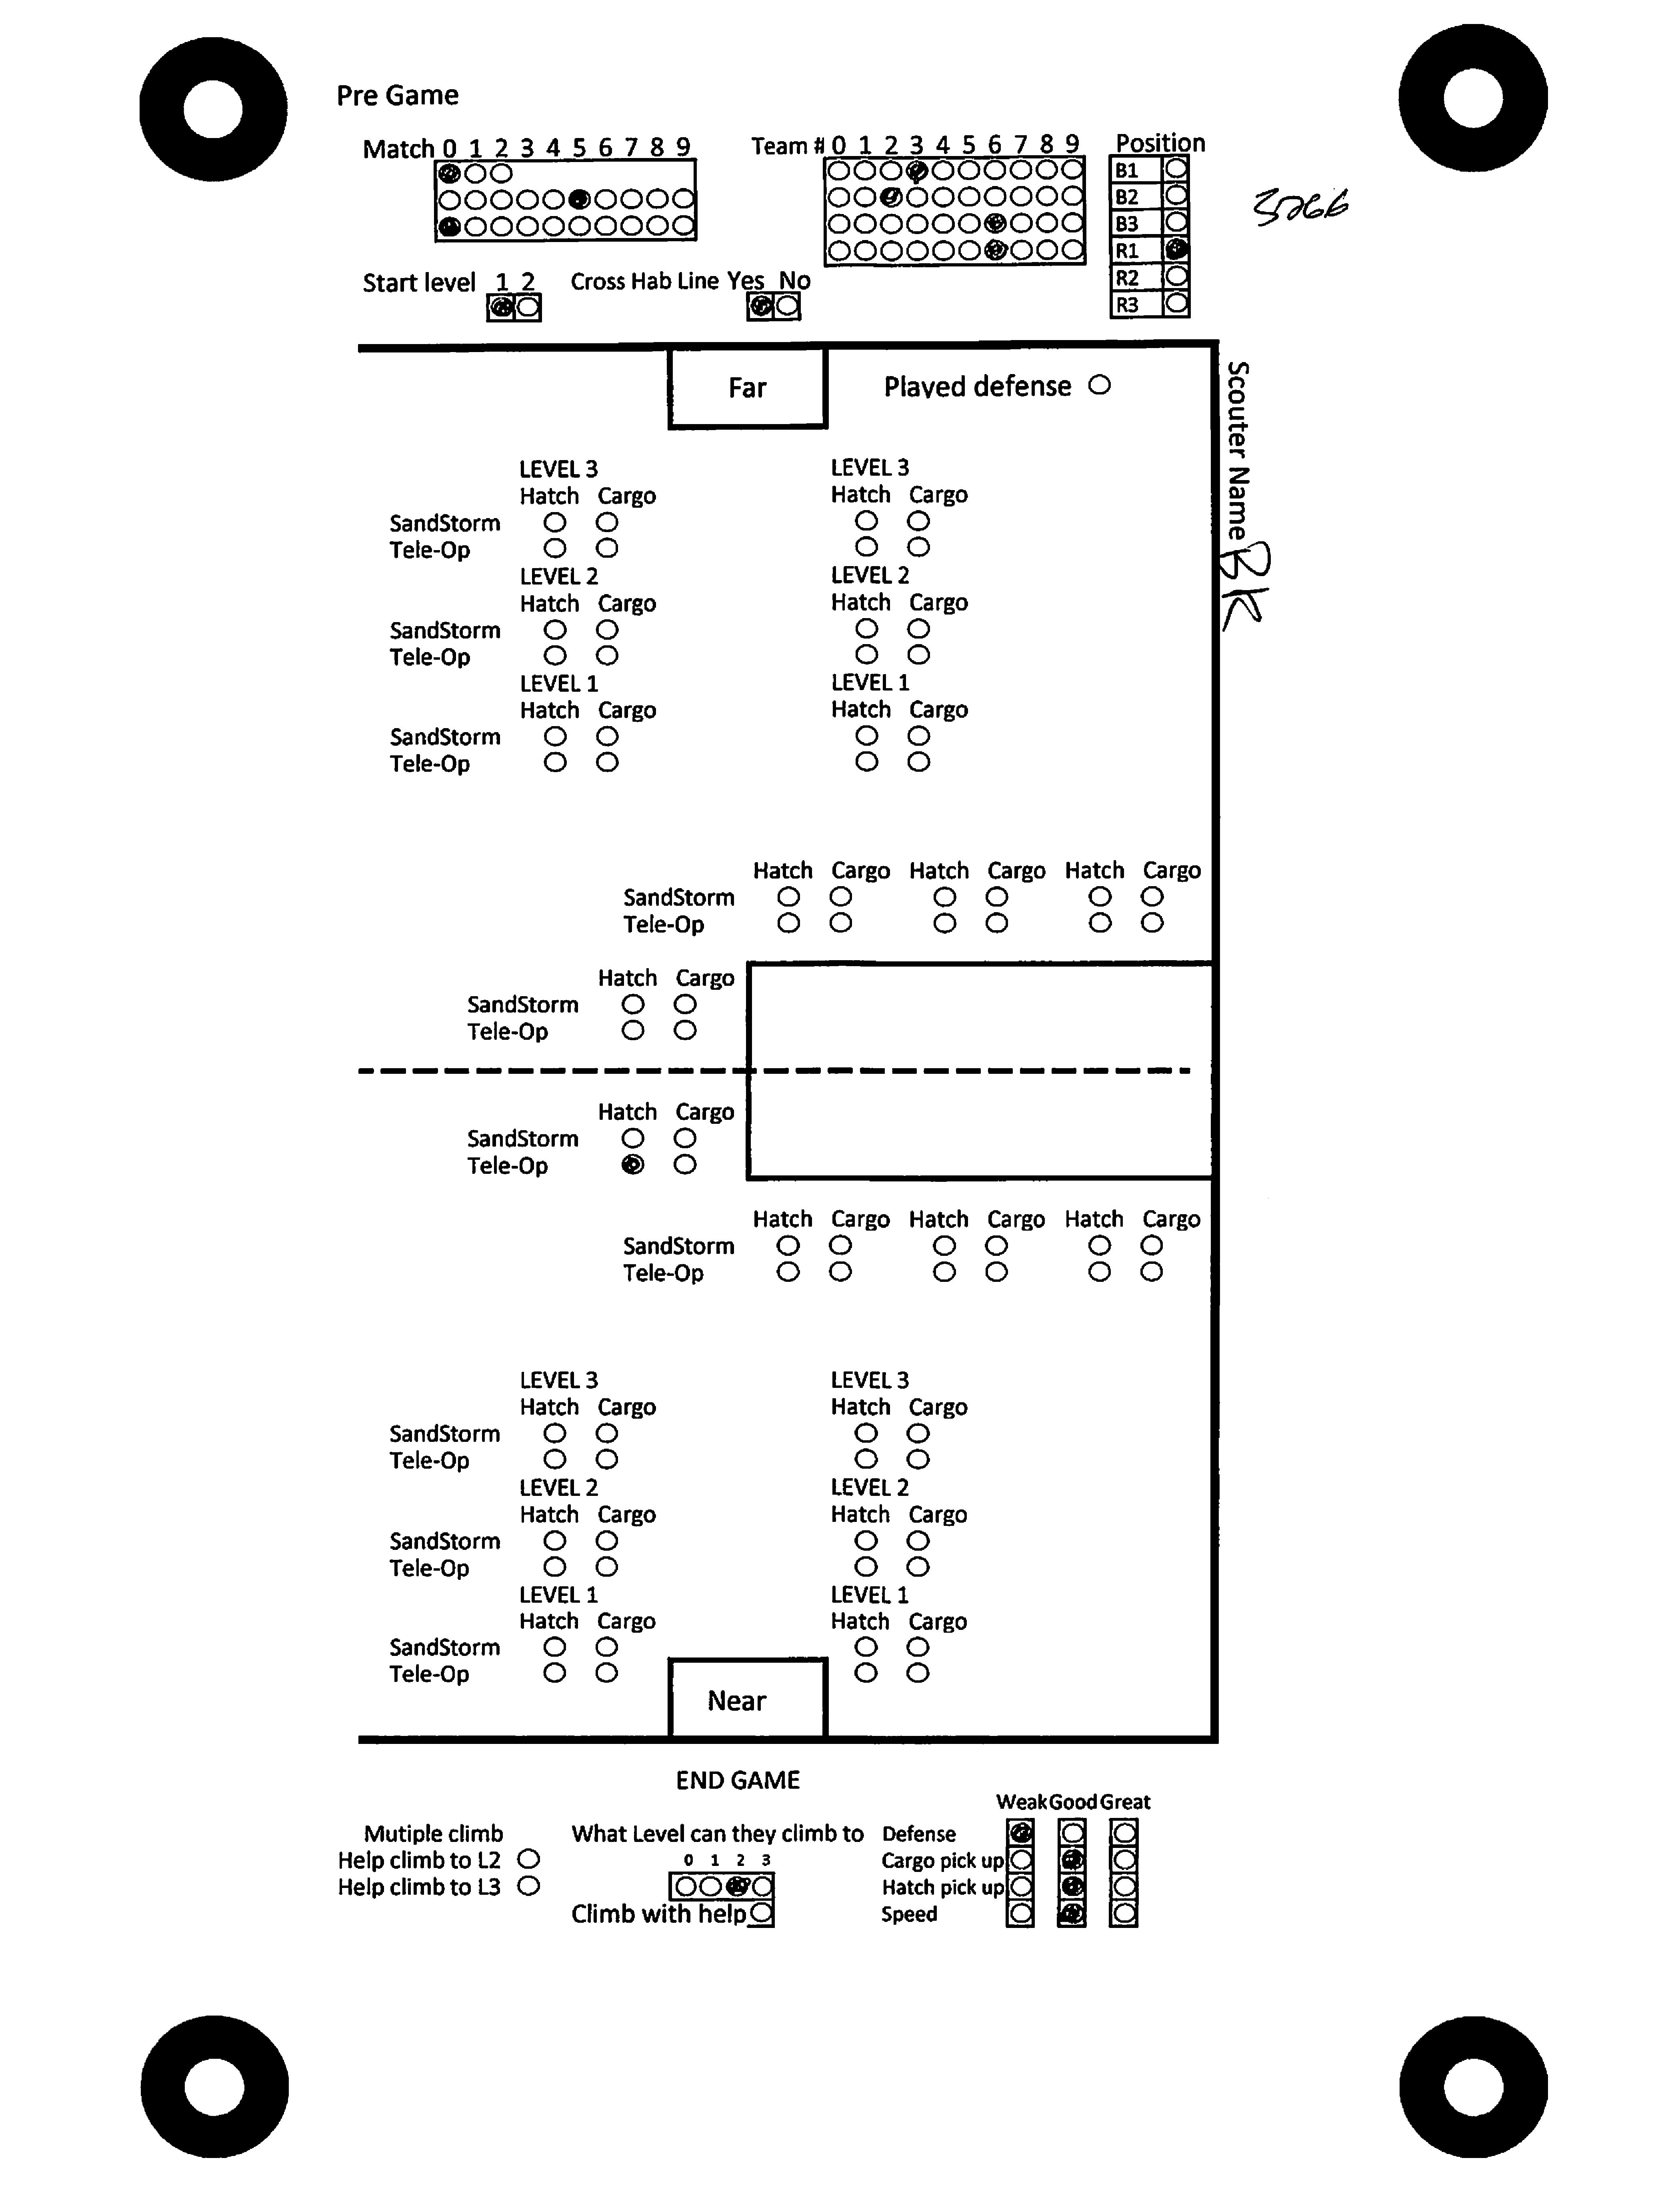 Pre Game
Match 0 1 2 3 4 5 6 7 8 9
Team # 0 1 2 3 4 5 6 7 8 9
Position
B1
B2
B3
R1
R2
R3
3266
Start level 1 2
Cross Hab Line Yes No
Far
Played defense
Scouter Name BK
LEVEL 3 LEVEL 3
Hatch Cargo Hatch Cargo
SandStorm
Tele-Op
LEVEL 2 LEVEL 2
Hatch Cargo Hatch Cargo
SandStorm
Tele-Op
LEVEL 1 LEVEL 1
Hatch Cargo Hatch Cargo
SandStorm
Tele-Op
Hatch Cargo Hatch Cargo Hatch Cargo
SandStorm
Tele-Op
Hatch Cargo
SandStorm
Tele-Op
Hatch Cargo
SandStorm
Tele-Op
Hatch Cargo Hatch Cargo Hatch Cargo
SandStorm
Tele-Op
LEVEL 3 LEVEL 3
Hatch Cargo Hatch Cargo
SandStorm
Tele-Op
LEVEL 2 LEVEL 2
Hatch Cargo Hatch Cargo
SandStorm
Tele-Op
LEVEL 1 LEVEL 1
Hatch Cargo Hatch Cargo
SandStorm
Tele-Op
Near
END GAME
Mutiple climb
Help climb to L2
Help climb to L3
What Level can they climb to
0 1 2 3
Climb with help
Weak Good Great
Defense
Cargo pick up
Hatch pick up
Speed